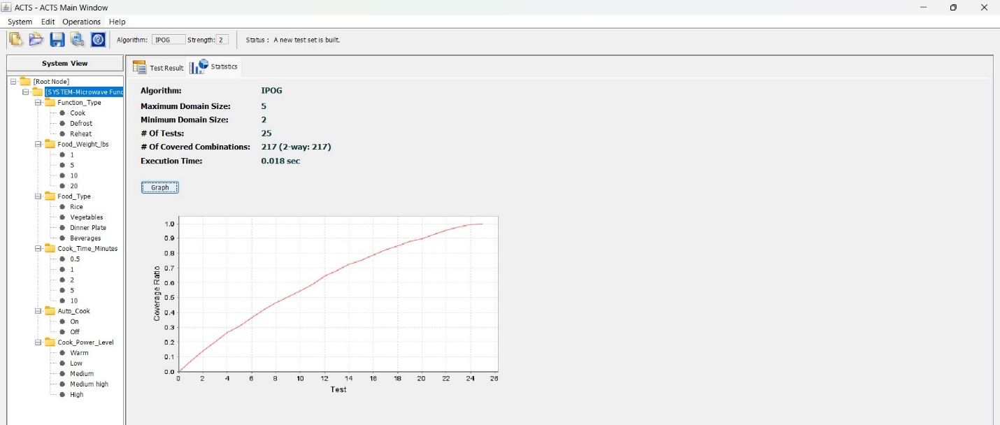 ACTS - ACTS Main Window
System Edit Operations Help
Algorithm: IPOG Strength: 2 Status : A new test set is built.
System View
[Root Node]
[SYSTEM-Microwave Func
Function_Type
Cook
Defrost
Reheat
Food_Weight_lbs
1
5
10
20
Food_Type
Rice
Vegetables
Dinner Plate
Beverages
Cook_Time_Minutes
0.5
1
2
5
10
Auto_Cook
On
Off
Cook_Power_Level
Warm
Low
Medium
Medium high
High
Test Result Statistics
Algorithm: IPOG
Maximum Domain Size: 5
Minimum Domain Size: 2
# Of Tests: 25
# Of Covered Combinations: 217 (2-way: 217)
Execution Time: 0.018 sec
Graph
Coverage Ratio
1.0
0.9
0.8
0.7
0.6
0.5
0.4
0.3
0.2
0.1
0.0
0 2 4 6 8 10 12 14 16 18 20 22 24 26
Test